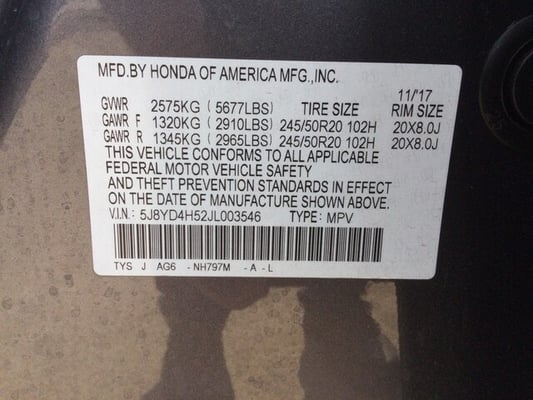 MFD.BY HONDA OF AMERICA MFG.,INC.
11/'17
GVWR 2575KG (5677LBS) TIRE SIZE RIM SIZE
GAWR F 1320KG (2910LBS) 245/50R20 102H 20X8.0J
GAWR R 1345KG (2965LBS) 245/50R20 102H 20X8.0J
THIS VEHICLE CONFORMS TO ALL APPLICABLE
FEDERAL MOTOR VEHICLE SAFETY
AND THEFT PREVENTION STANDARDS IN EFFECT
ON THE DATE OF MANUFACTURE SHOWN ABOVE.
V.I.N.: 5J8YD4H52JL003546 TYPE: MPV
TYS J AG6 - NH797M - A - L